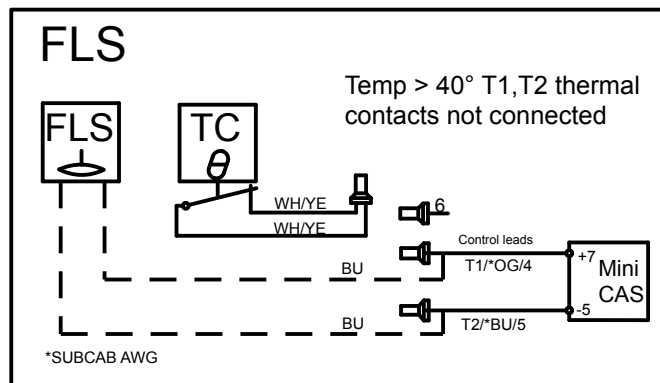 FLS
Temp > 40° T1,T2 thermal
contacts not connected
FLS
TC
WH/YE
WH/YE
6
Control leads
BU
T1/*OG/4
+7
Mini
CAS
-5
BU
T2/*BU/5
*SUBCAB AWG